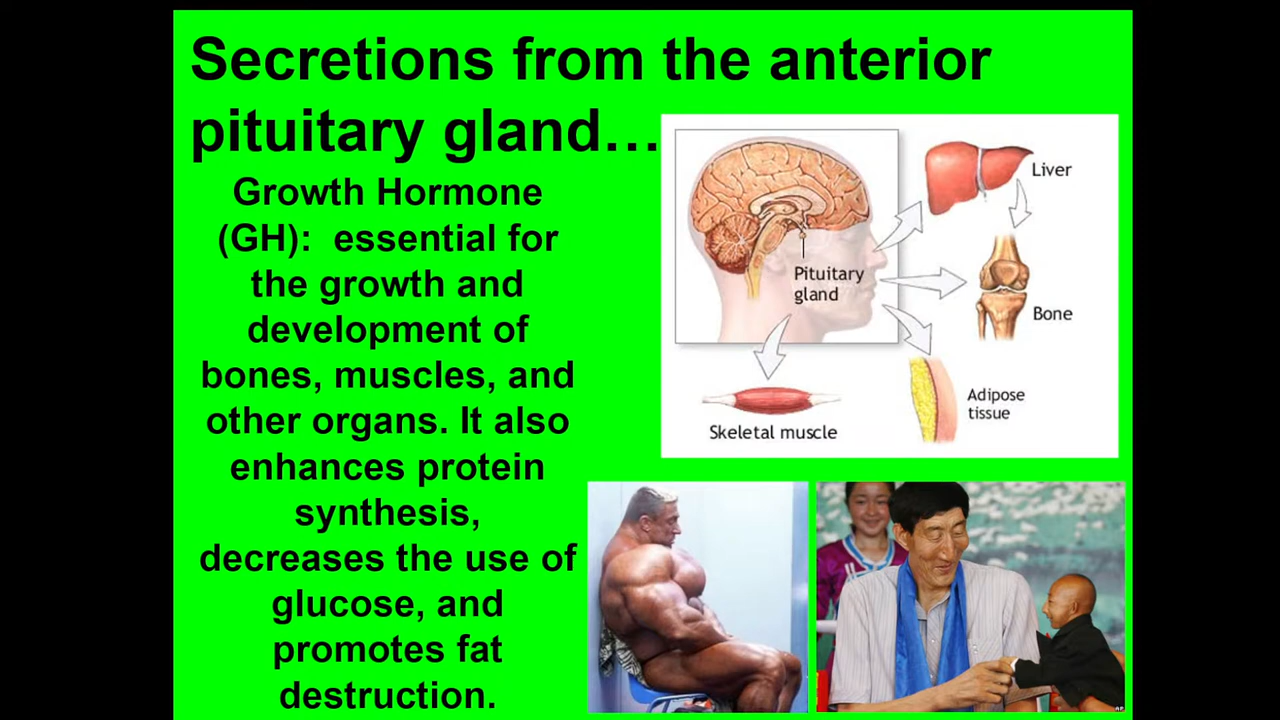 Secretions from the anterior
pituitary gland…
Growth Hormone
(GH):  essential for
the growth and
development of
bones, muscles, and
other organs. It also
enhances protein
synthesis,
decreases the use of
glucose, and
promotes fat
destruction.
Liver
Pituitary
gland
Bone
Adipose
tissue
Skeletal muscle
AP